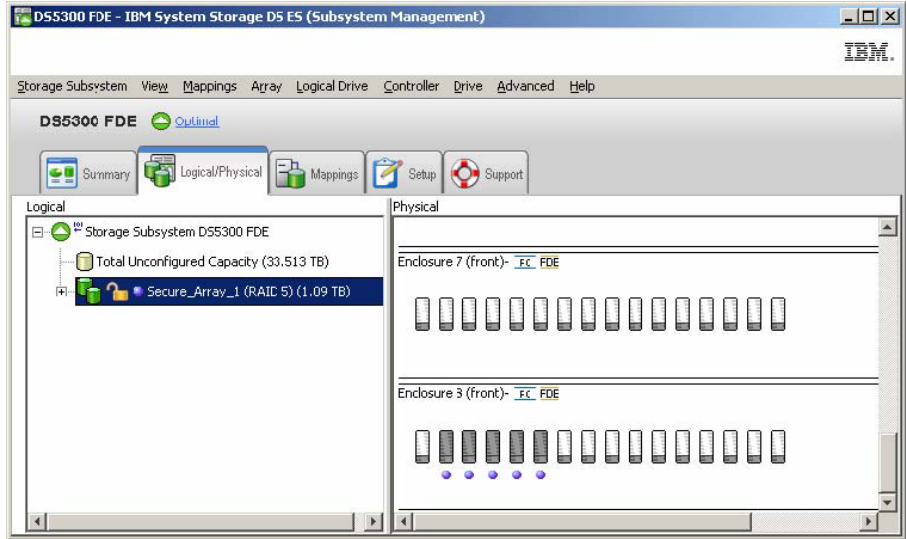 DS5300 FDE - IBM System Storage DS ES (Subsystem Management)
IBM.
Storage Subsystem View Mappings Array Logical Drive Controller Drive Advanced Help
DS5300 FDE Optimal
Summary Logical/Physical Mappings Setup Support
Logical
Storage Subsystem DS5300 FDE
Total Unconfigured Capacity (33.513 TB)
Secure_Array_1 (RAID 5) (1.09 TB)
Physical
Enclosure 7 (front)- FC FDE
Enclosure 3 (front)- FC FDE